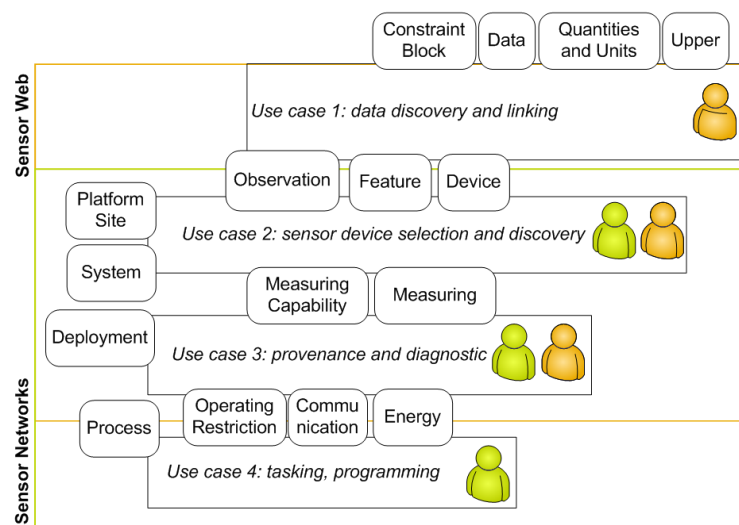 Constraint
Block
Data
Quantities
and Units
Upper
Sensor Web
Use case 1: data discovery and linking
Observation
Feature
Device
Platform
Site
Use case 2: sensor device selection and discovery
System
Measuring
Capability
Measuring
Deployment
Use case 3: provenance and diagnostic
Sensor Networks
Operating
Restriction
Commu
nication
Energy
Process
Use case 4: tasking, programming